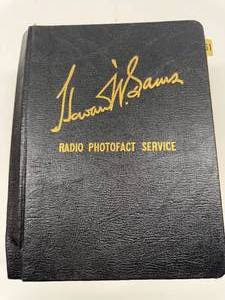 Howard W. Sams
RADIO PHOTOFACT SERVICE